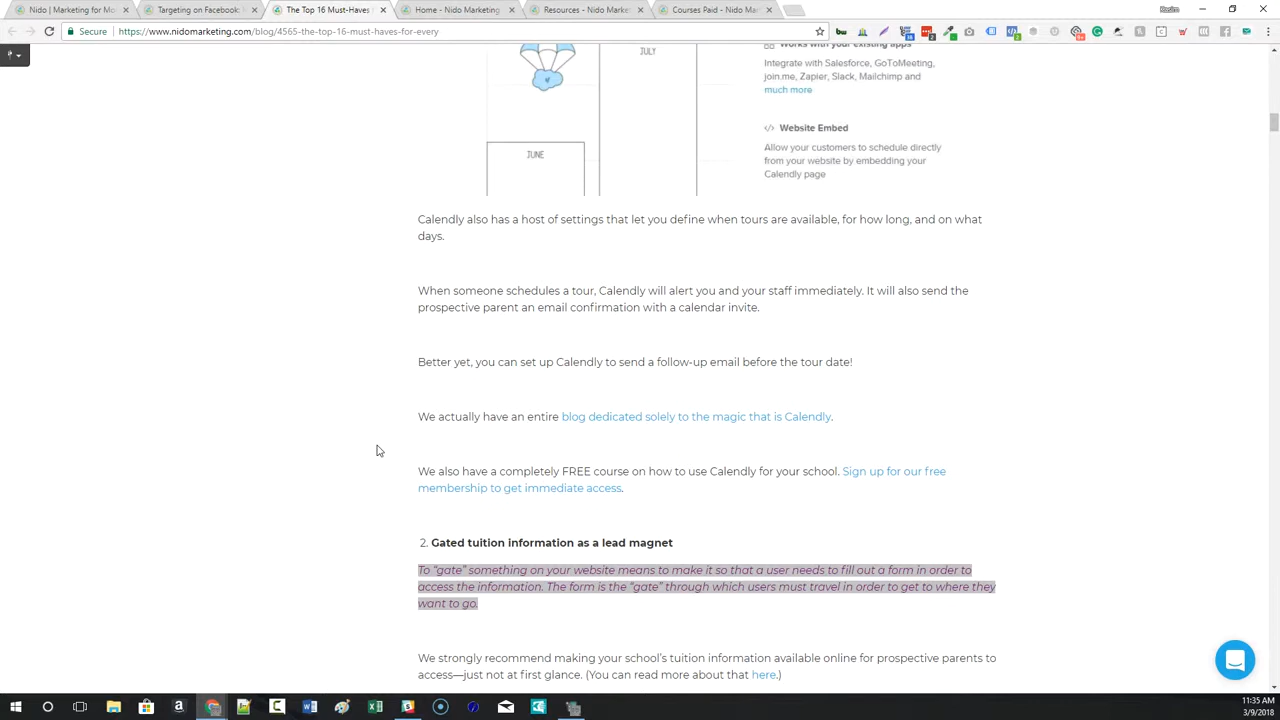 Nido | Marketing for Mo
Targeting on Facebook:
The Top 16 Must-Haves
Home - Nido Marketing
Resources - Nido Marke
Courses Paid - Nido Mar
Secure
https://www.nidomarketing.com/blog/4565-the-top-16-must-haves-for-every
JULY
JUNE
Works with your existing apps
Integrate with Salesforce, GoToMeeting,
join.me, Zapier, Slack, Mailchimp and
much more
Website Embed
Allow your customers to schedule directly
from your website by embedding your
Calendly page
Calendly also has a host of settings that let you define when tours are available, for how long, and on what
days.
When someone schedules a tour, Calendly will alert you and your staff immediately. It will also send the
prospective parent an email confirmation with a calendar invite.
Better yet, you can set up Calendly to send a follow-up email before the tour date!
We actually have an entire blog dedicated solely to the magic that is Calendly.
We also have a completely FREE course on how to use Calendly for your school. Sign up for our free
membership to get immediate access.
2. Gated tuition information as a lead magnet
To “gate” something on your website means to make it so that a user needs to fill out a form in order to
access the information. The form is the “gate” through which users must travel in order to get to where they
want to go.
We strongly recommend making your school’s tuition information available online for prospective parents to
access—just not at first glance. (You can read more about that here.)
11:35 AM
3/9/2018